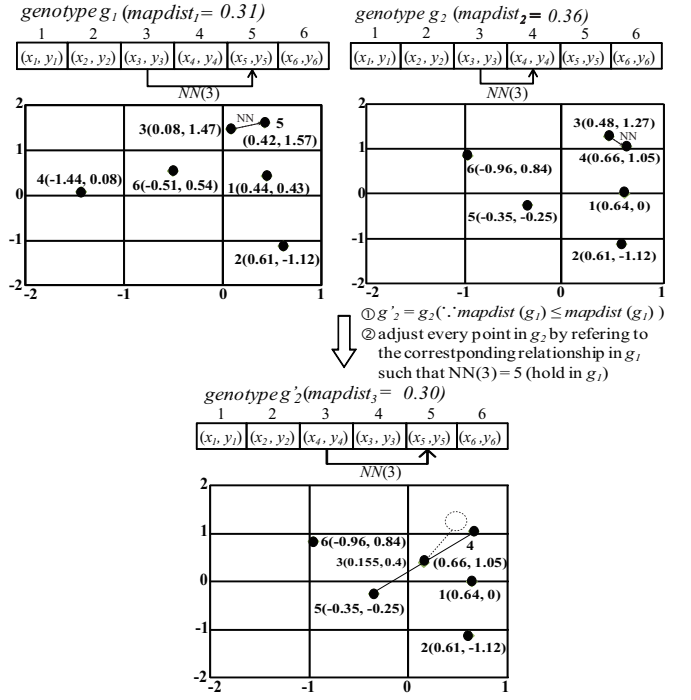 genotype g1 (mapdist1= 0.31)
1 2 3 4 5 6
(x1, y1) (x2, y2) (x3, y3) (x4, y4) (x5, y5) (x6, y6)
NN(3)
2
1
0
-1
-2 -1 0 1
3(0.08, 1.47)
NN
5
(0.42, 1.57)
4(-1.44, 0.08)
6(-0.51, 0.54)
1(0.44, 0.43)
2(0.61, -1.12)
genotype g2 (mapdist2= 0.36)
1 2 3 4 5 6
(x1, y1) (x2, y2) (x3, y3) (x4, y4) (x5, y5) (x6, y6)
NN(3)
2
1
0
-1
-2 -1 0 1
3(0.48, 1.27)
NN
4(0.66, 1.05)
6(-0.96, 0.84)
5(-0.35, -0.25)
1(0.64, 0)
2(0.61, -1.12)
① g'2 = g2(∵mapdist (g1) ≤ mapdist (g1) )
② adjust every point in g2 by refering to
the correstponding relationship in g1
such that NN(3) = 5 (hold in g1)
genotype g'2(mapdist3= 0.30)
1 2 3 4 5 6
(x1, y1) (x2, y2) (x4, y4) (x3, y3) (x5, y5) (x6, y6)
NN(3)
2
1
0
-1
-2
-2 -1 0 1
6(-0.96, 0.84)
4
3(0.155, 0.4)
(0.66, 1.05)
5(-0.35, -0.25)
1(0.64, 0)
2(0.61, -1.12)